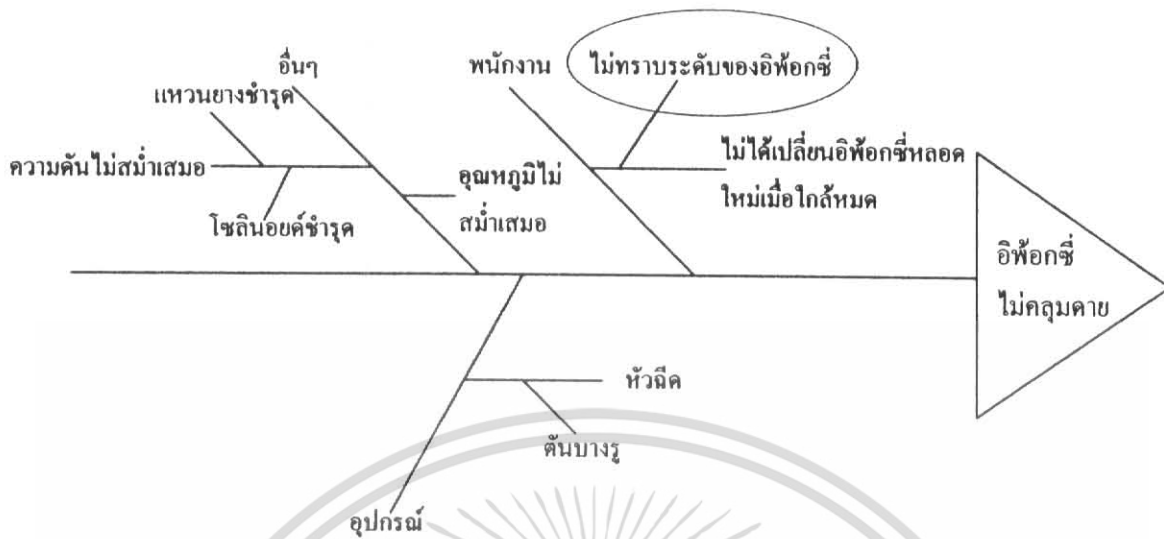 อื่นๆ
พนักงาน
ไม่ทราบระดับของอิพ้อกซี่
แหวนยางชำรุด
ความดันไม่สม่ำเสมอ
อุณหภูมิไม่
สม่ำเสมอ
ไม่ได้เปลี่ยนอิพ้อกซี่หลอด
ใหม่เมื่อใกล้หมด
โซลินอยด์ชำรุด
อิพ้อกซี่
ไม่คลุมดาย
หัวฉีด
ตันบางรู
อุปกรณ์